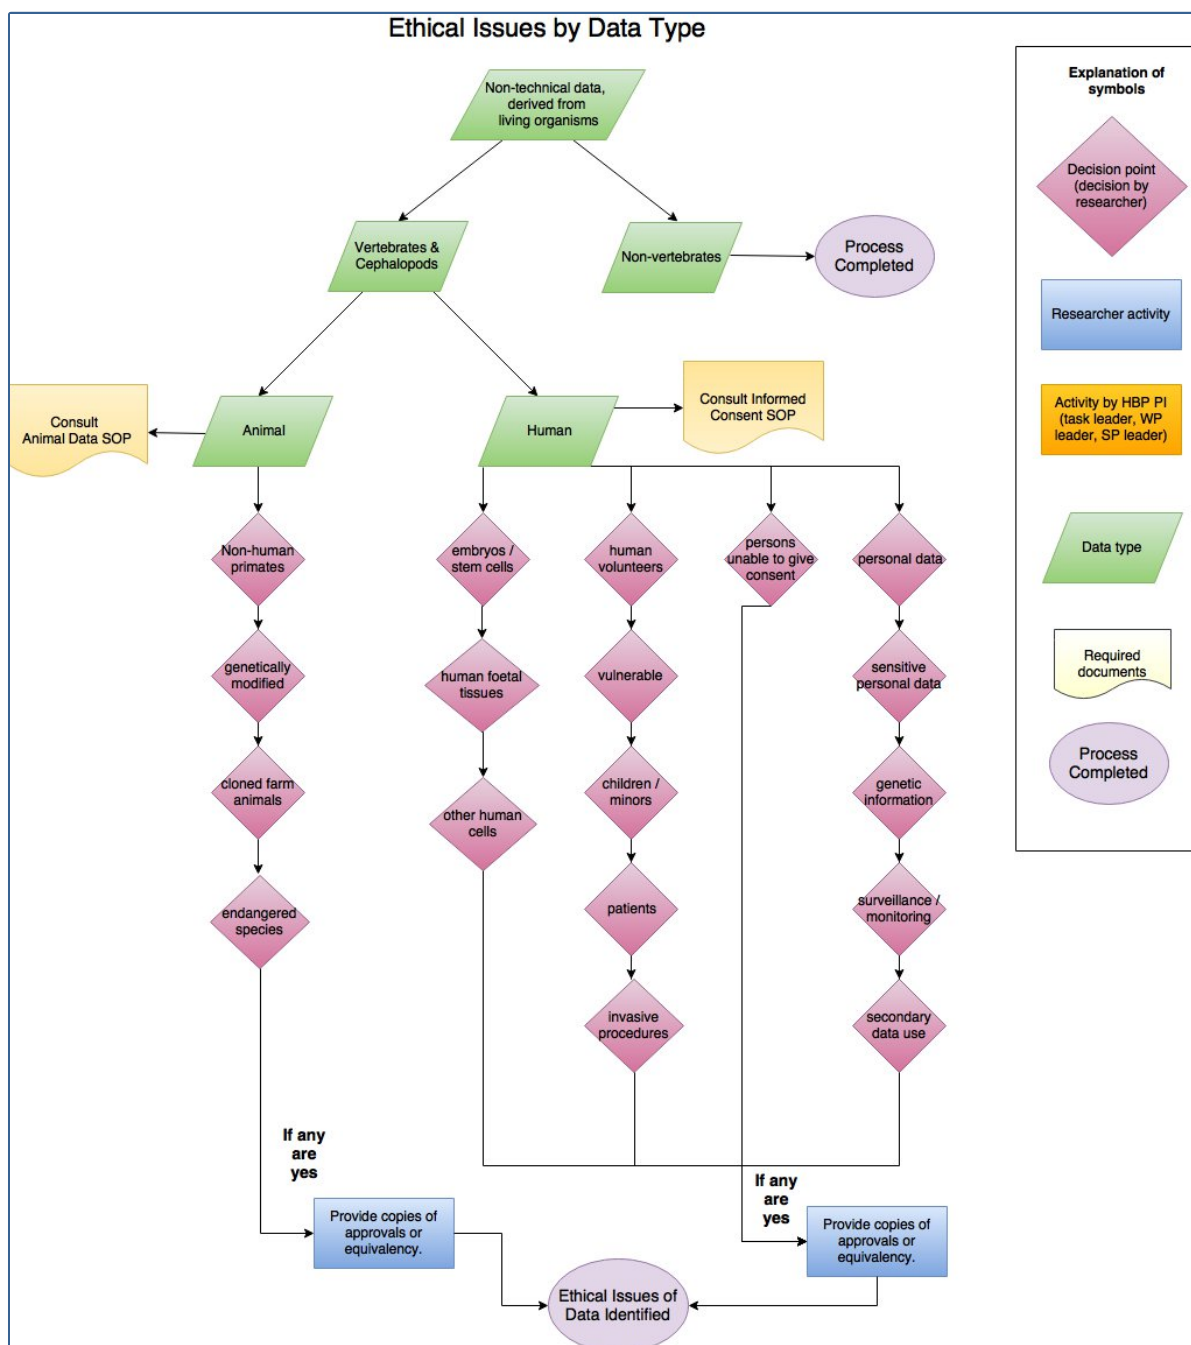 Ethical Issues by Data Type
Non-technical data,
derived from
living organisms
Vertebrates &
Cephalopods
Non-vertebrates
Process
Completed
Consult
Animal Data SOP
Animal
Human
Consult Informed
Consent SOP
Non-human
primates
genetically
modified
cloned farm
animals
endangered
species
embryos /
stem cells
human foetal
tissues
other human
cells
human
volunteers
vulnerable
children /
minors
patients
invasive
procedures
persons
unable to give
consent
personal data
sensitive
personal data
genetic
information
surveillance /
monitoring
secondary
data use
If any
are
yes
Provide copies of
approvals or
equivalency.
If any
are
yes
Provide copies of
approvals or
equivalency.
Ethical Issues of
Data Identified
Explanation of
symbols
Decision point
(decision by
researcher)
Researcher activity
Activity by HBP PI
(task leader, WP
leader, SP leader)
Data type
Required
documents
Process
Completed